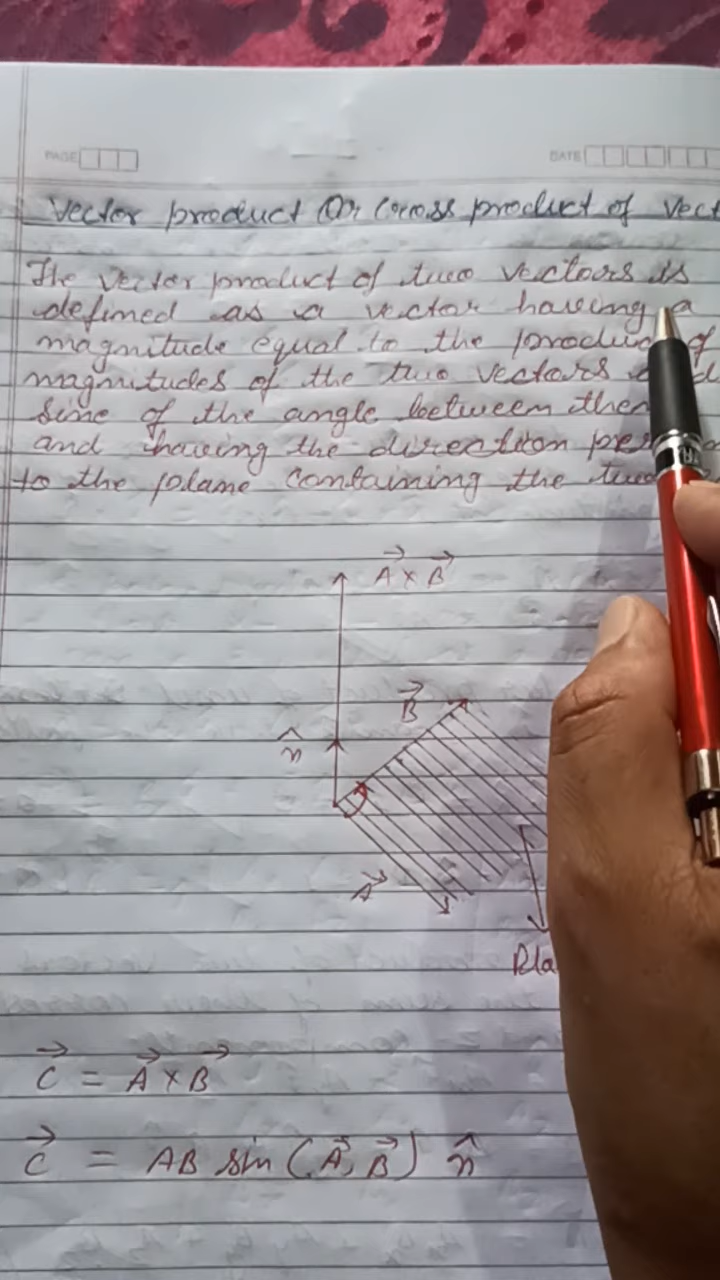 PAGE
DATE
Vector product Or Cross product of Vect
The Vector product of two vectors is
defined as a vector having a
magnitude equal to the product of
magnitudes of the two vectors
sine of the angle between them
and having the direction per
to the plane containing the two
A × B
B
n̂
A
Pla
C = A × B
C = AB sin (A, B) n̂